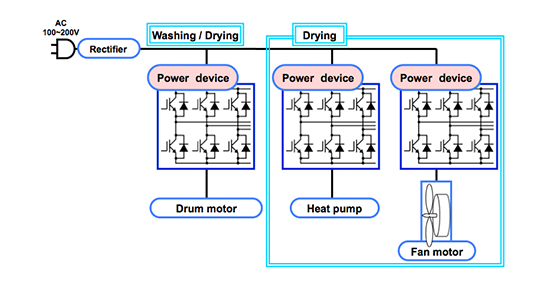 AC
100~200V
Rectifier
Washing / Drying
Drying
Power device
Power device
Power device
Drum motor
Heat pump
Fan motor